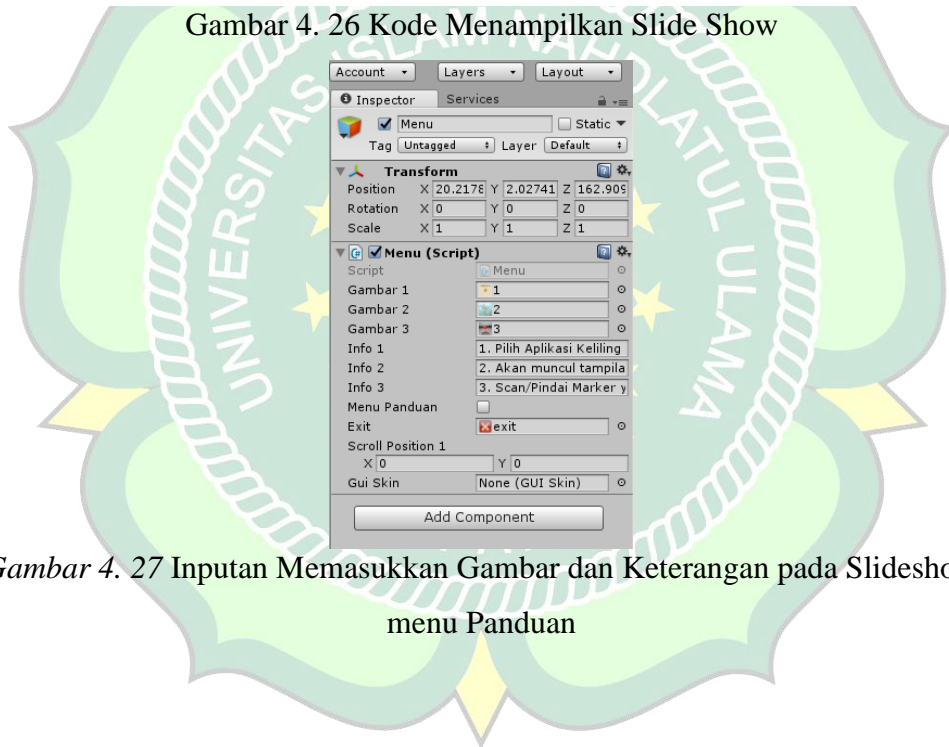 Gambar 4. 26 Kode Menampilkan Slide Show
UNIVERSITAS ISLAM NAHDLATUL ULAMA
Account Layers Layout
Inspector Services
Menu Static
Tag Untagged Layer Default
Transform
Position X 20.2178 Y 2.02741 Z 162.909
Rotation X 0 Y 0 Z 0
Scale X 1 Y 1 Z 1
Menu (Script)
Script Menu
Gambar 1 1
Gambar 2 2
Gambar 3 3
Info 1 1. Pilih Aplikasi Keliling
Info 2 2. Akan muncul tampila
Info 3 3. Scan/Pindai Marker y
Menu Panduan
Exit exit
Scroll Position 1
X 0 Y 0
Gui Skin None (GUI Skin)
Add Component
Gambar 4. 27 Inputan Memasukkan Gambar dan Keterangan pada Slidesho
menu Panduan